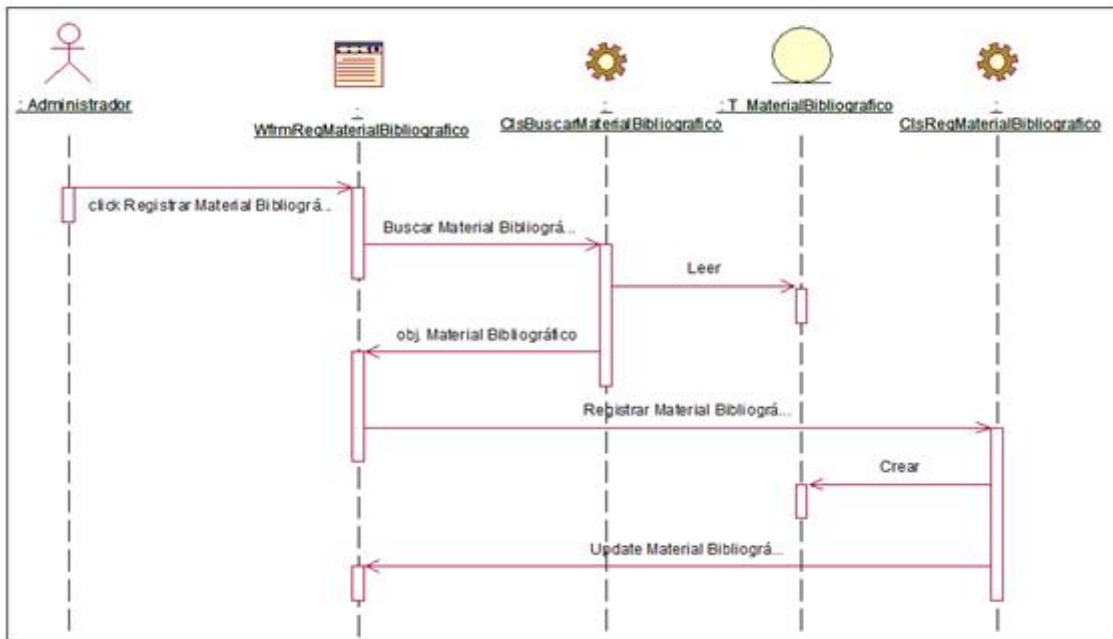 : Administrador
:
WfrmRegMaterialBibliografico
:
ClsBuscarMaterialBibliografico
: T_MaterialBibliografico
:
ClsRegMaterialBibliografico
click Registrar Material Bibliográ...
Buscar Material Bibliográ...
Leer
obj. Material Bibliográfico
Registrar Material Bibliográ...
Crear
Update Material Bibliográ...